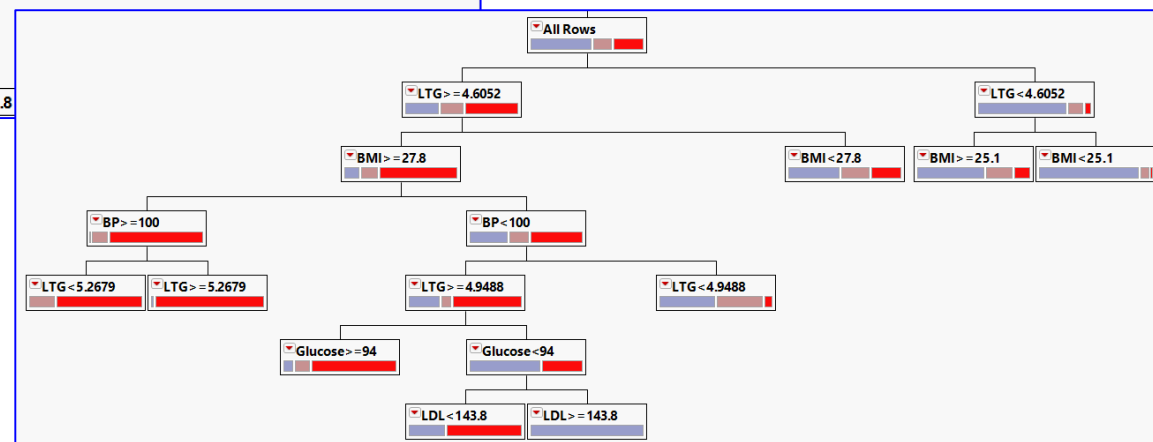 All Rows
LTG>=4.6052
LTG<4.6052
.8
BMI>=27.8
BMI<27.8
BMI>=25.1
BMI<25.1
BP>=100
BP<100
LTG<5.2679
LTG>=5.2679
LTG>=4.9488
LTG<4.9488
Glucose>=94
Glucose<94
LDL<143.8
LDL>=143.8